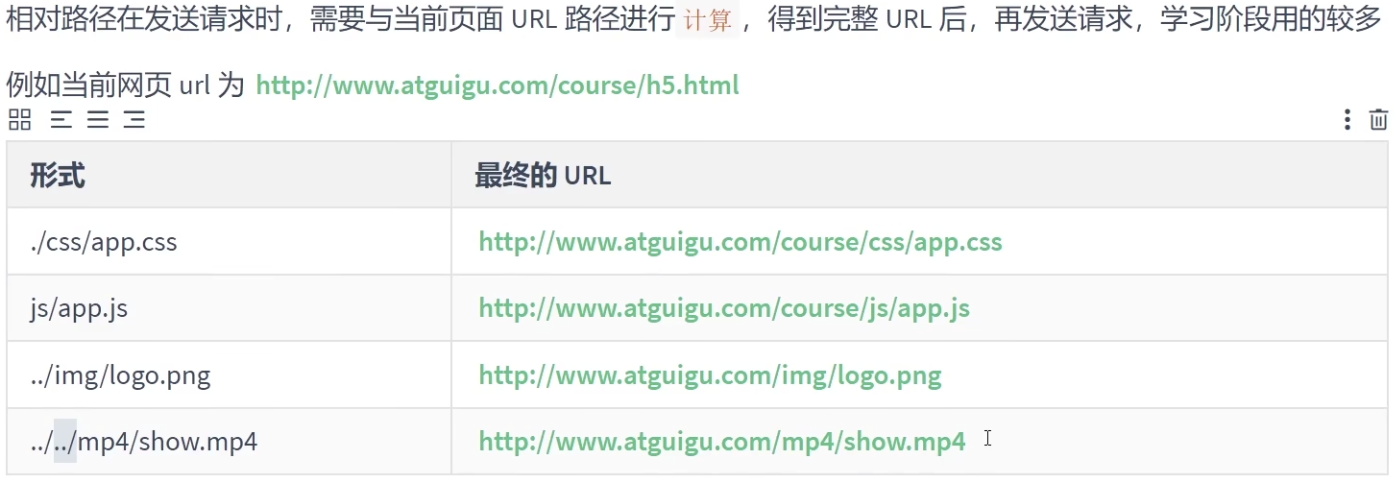 相对路径在发送请求时，需要与当前页面 URL 路径进行 计算 ，得到完整 URL 后，再发送请求，学习阶段用的较多
例如当前网页 url 为 http://www.atguigu.com/course/h5.html
形式 最终的 URL
./css/app.css http://www.atguigu.com/course/css/app.css
js/app.js http://www.atguigu.com/course/js/app.js
../img/logo.png http://www.atguigu.com/img/logo.png
../../mp4/show.mp4 http://www.atguigu.com/mp4/show.mp4